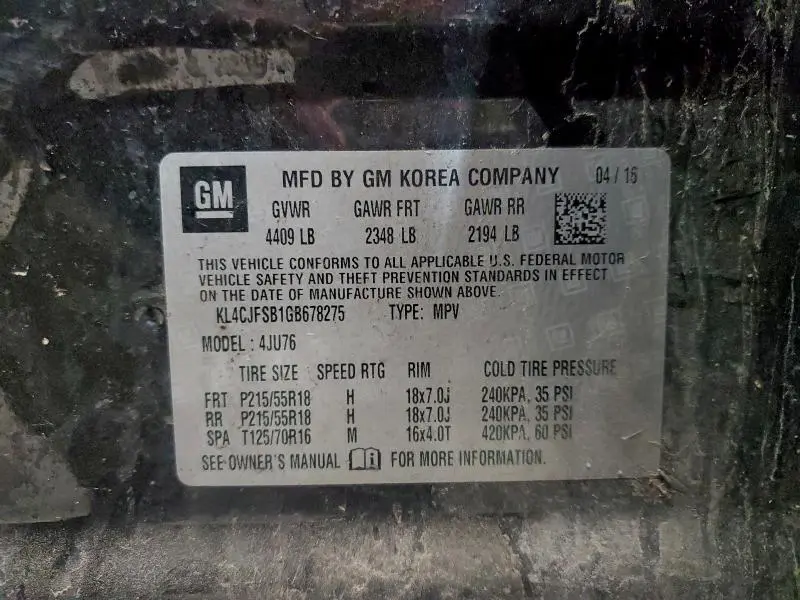 GM
MFD BY GM KOREA COMPANY 04 / 16
GVWR GAWR FRT GAWR RR
4409 LB 2348 LB 2194 LB
THIS VEHICLE CONFORMS TO ALL APPLICABLE U.S. FEDERAL MOTOR
VEHICLE SAFETY AND THEFT PREVENTION STANDARDS IN EFFECT
ON THE DATE OF MANUFACTURE SHOWN ABOVE.
KL4CJFSB1GB678275 TYPE: MPV
MODEL : 4JU76
TIRE SIZE SPEED RTG RIM COLD TIRE PRESSURE
FRT P215/55R18 H 18x7.0J 240KPA, 35 PSI
RR P215/55R18 H 18x7.0J 240KPA, 35 PSI
SPA T125/70R16 M 16x4.0T 420KPA, 60 PSI
SEE OWNER'S MANUAL FOR MORE INFORMATION.